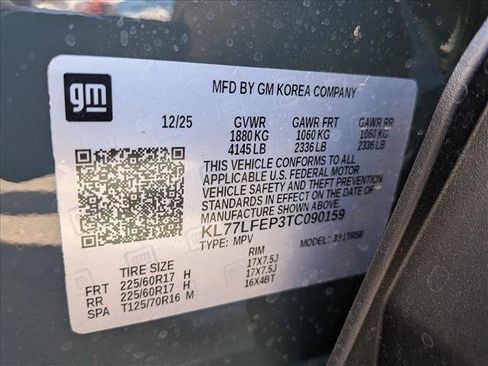 gm
MFD BY GM KOREA COMPANY
12/25 GVWR GAWR FRT GAWR RR
1880 KG 1060 KG 1060 KG
4145 LB 2336 LB 2336 LB
THIS VEHICLE CONFORMS TO ALL
APPLICABLE U.S. FEDERAL MOTOR
VEHICLE SAFETY AND THEFT PREVENTION
STANDARDS IN EFFECT ON THE DATE OF
MANUFACTURE SHOWN ABOVE.
KL77LFEP3TC090159
TYPE: MPV MODEL:
TIRE SIZE RIM
FRT 225/60R17 H 17X7.5J
RR 225/60R17 H 17X7.5J
SPA T125/70R16 M 16X4BT